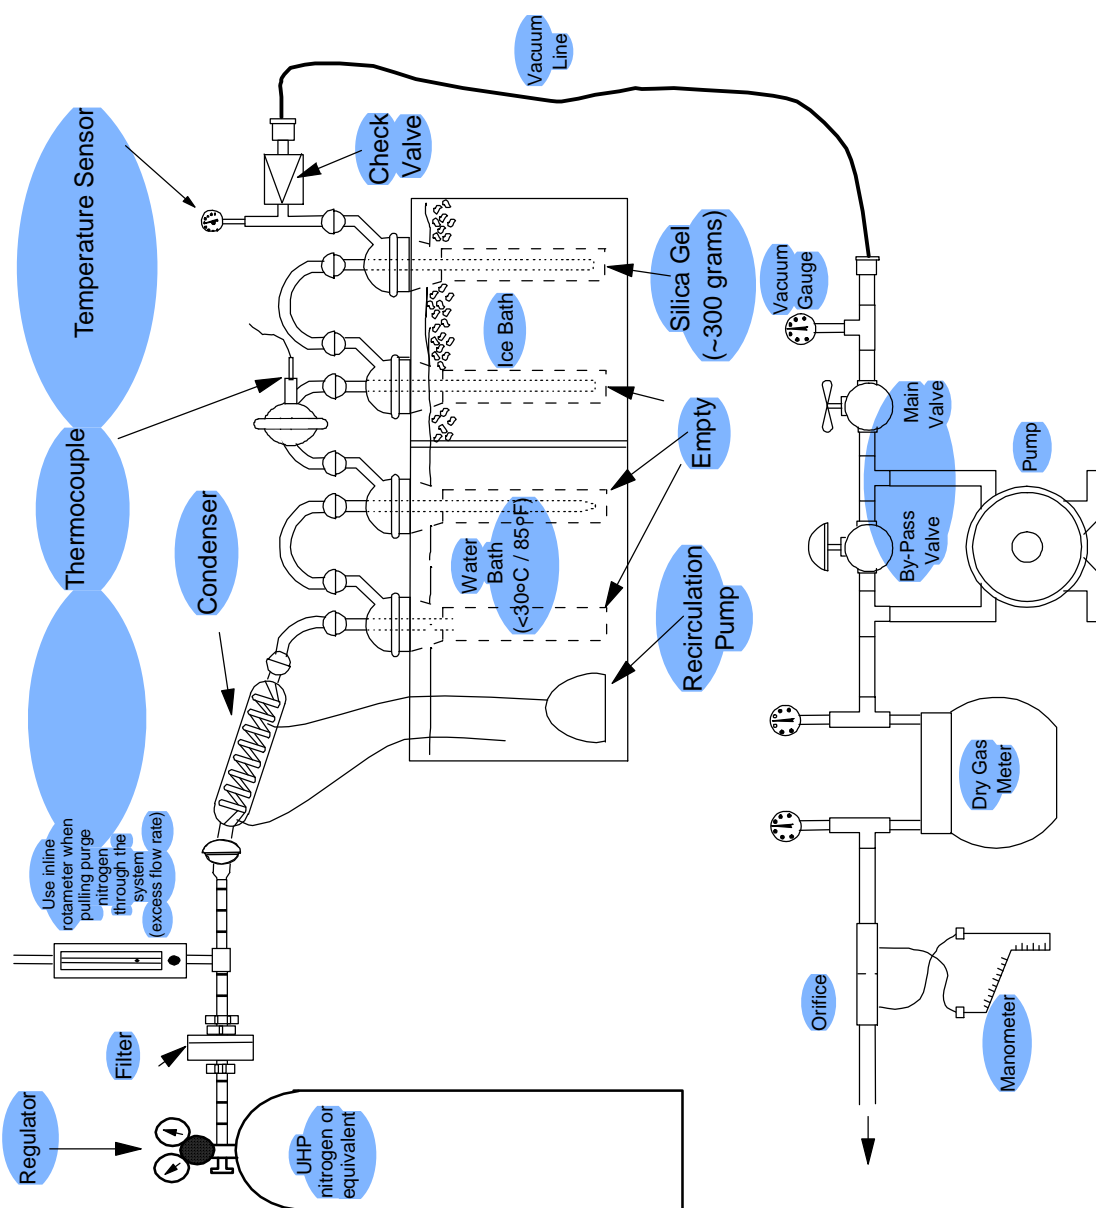 Vacuum
Line
Temperature Sensor
Check
Valve
Silica Gel
(~300 grams)
Vacuum
Gauge
Ice Bath
Thermocouple
Condenser
Empty
Main
Valve
Pump
Water
Bath
(<30oC / 85oF)
By-Pass
Valve
Recirculation
Pump
Dry Gas
Meter
Use inline
rotameter when
pulling purge
nitrogen
through the
system
(excess flow rate)
Filter
Orifice
Manometer
Regulator
UHP
nitrogen or
equivalent